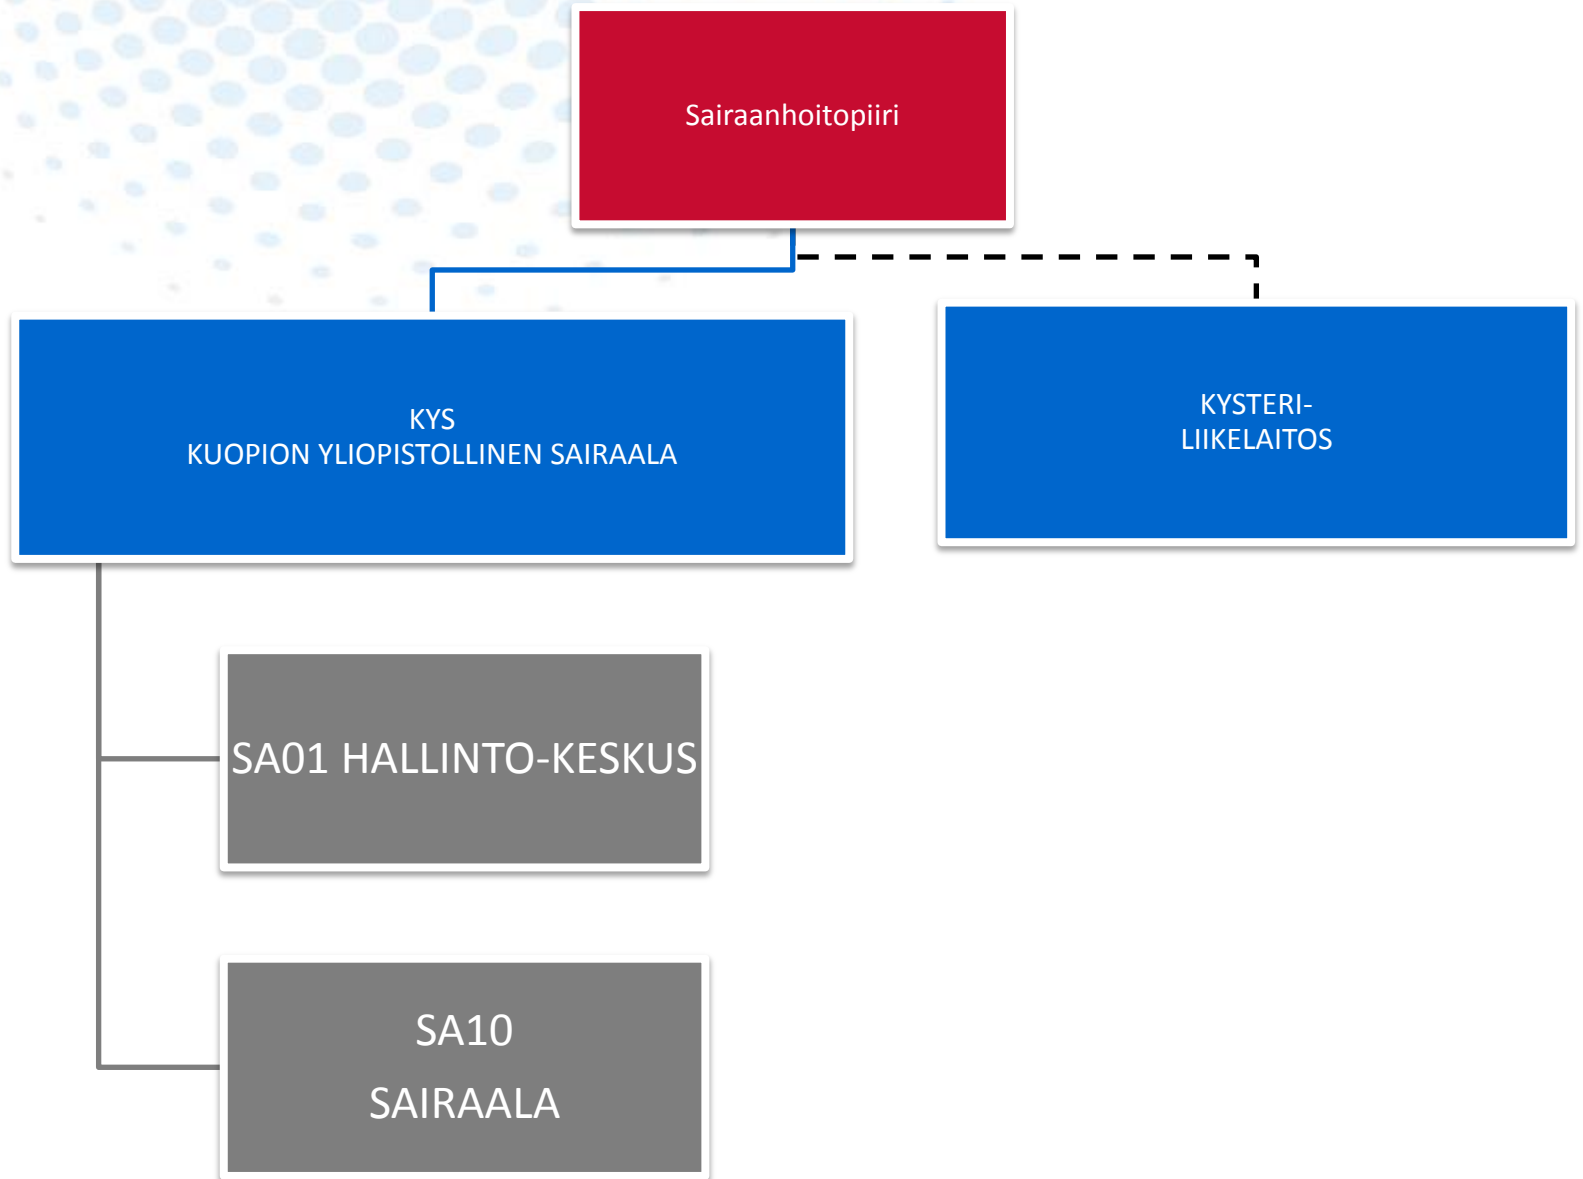 Sairaanhoitopiiri
KYS
KUOPION YLIOPISTOLLINEN SAIRAALA
KYSTERI-
LIIKELAITOS
SA01 HALLINTO-KESKUS
SA10
SAIRAALA